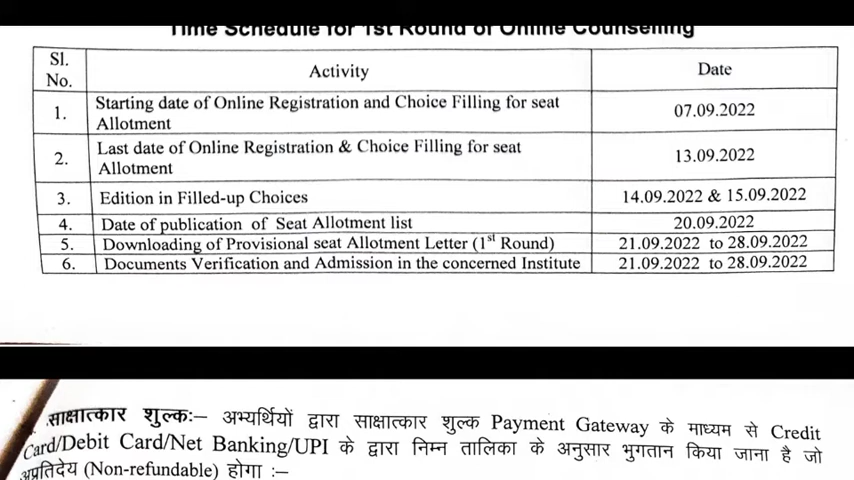 Time Schedule for 1st Round of Online Counselling
Sl. No. Activity Date
1. Starting date of Online Registration and Choice Filling for seat Allotment 07.09.2022
2. Last date of Online Registration & Choice Filling for seat Allotment 13.09.2022
3. Edition in Filled-up Choices 14.09.2022 & 15.09.2022
4. Date of publication of Seat Allotment list 20.09.2022
5. Downloading of Provisional seat Allotment Letter (1st Round) 21.09.2022 to 28.09.2022
6. Documents Verification and Admission in the concerned Institute 21.09.2022 to 28.09.2022
साक्षात्कार शुल्कः– अभ्यर्थियों द्वारा साक्षात्कार शुल्क Payment Gateway के माध्यम से Credit
Card/Debit Card/Net Banking/UPI के द्वारा निम्न तालिका के अनुसार भुगतान किया जाना है जो
अप्रतिदेय (Non-refundable) होगा :–